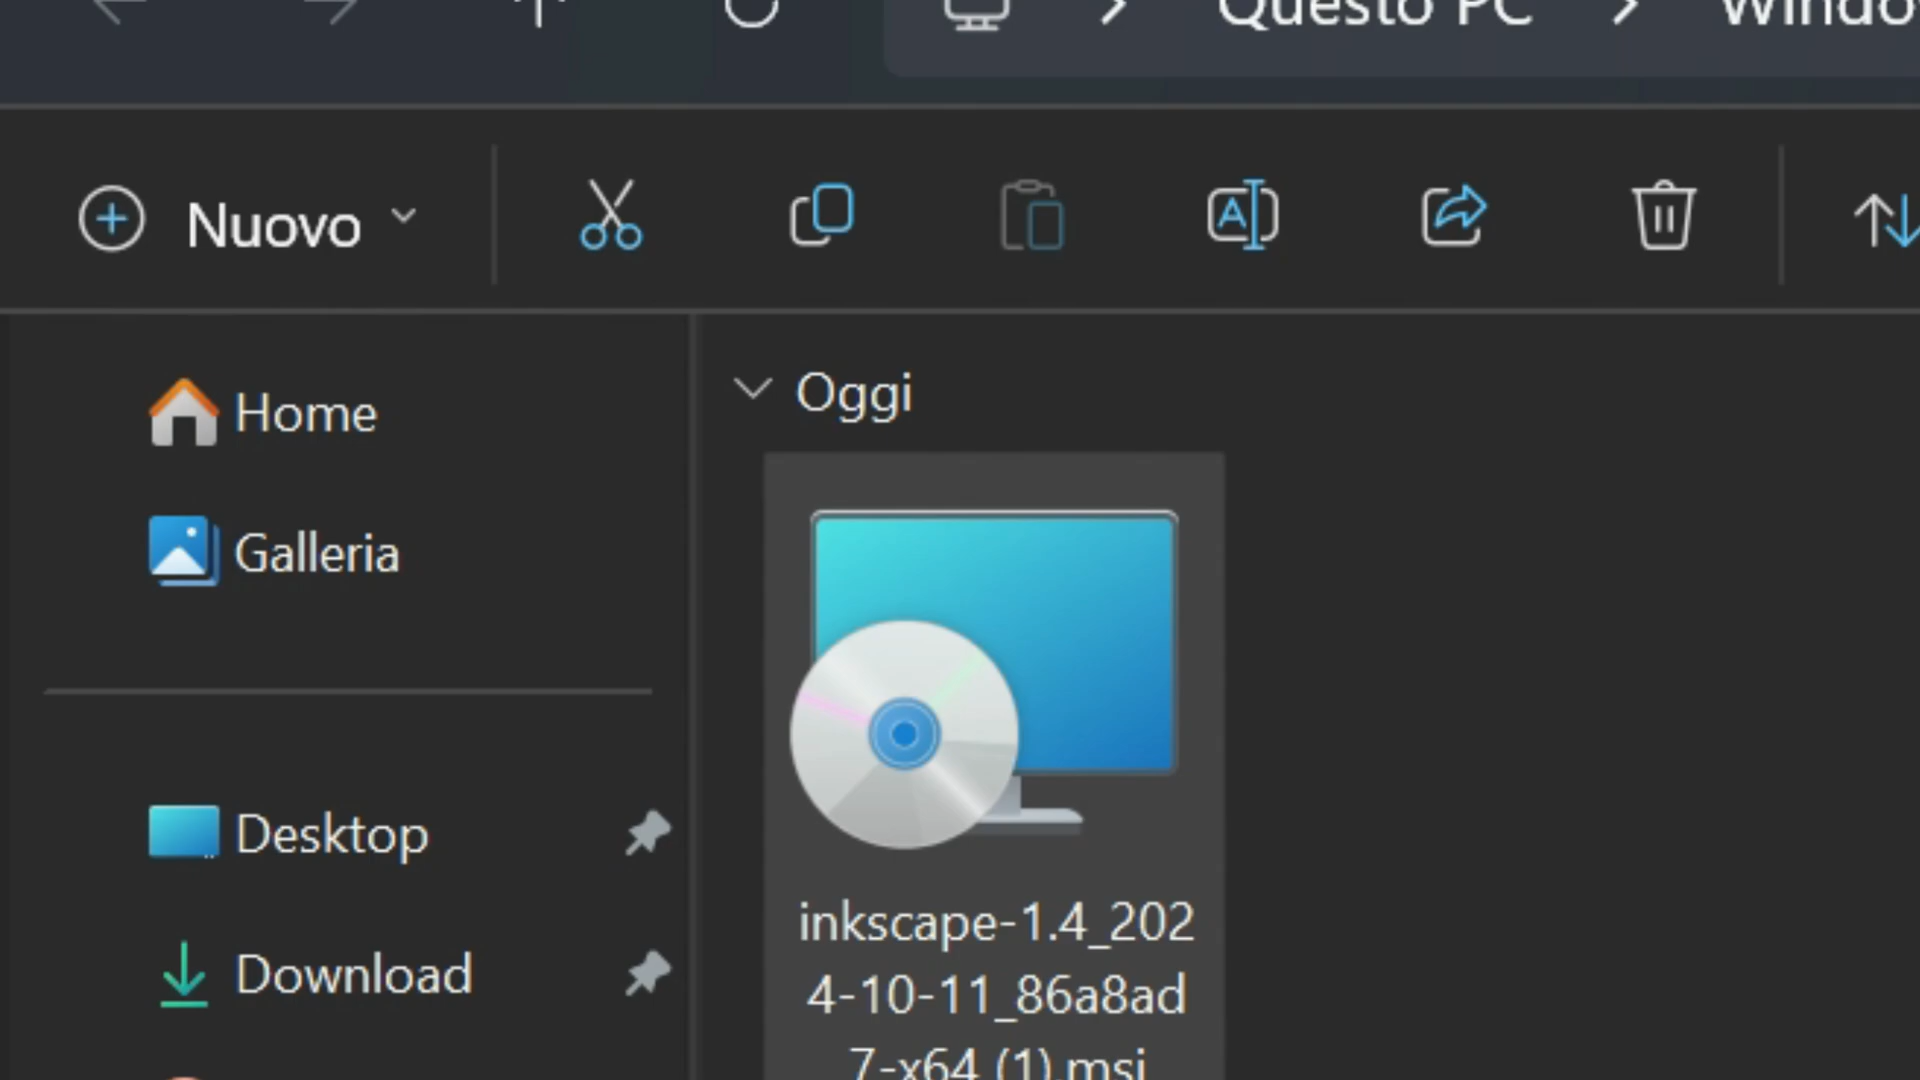 Questo PC
Nuovo
Oggi
Home
Galleria
Desktop
Download
inkscape-1.4_202
4-10-11_86a8ad
7-x64 (1).msi